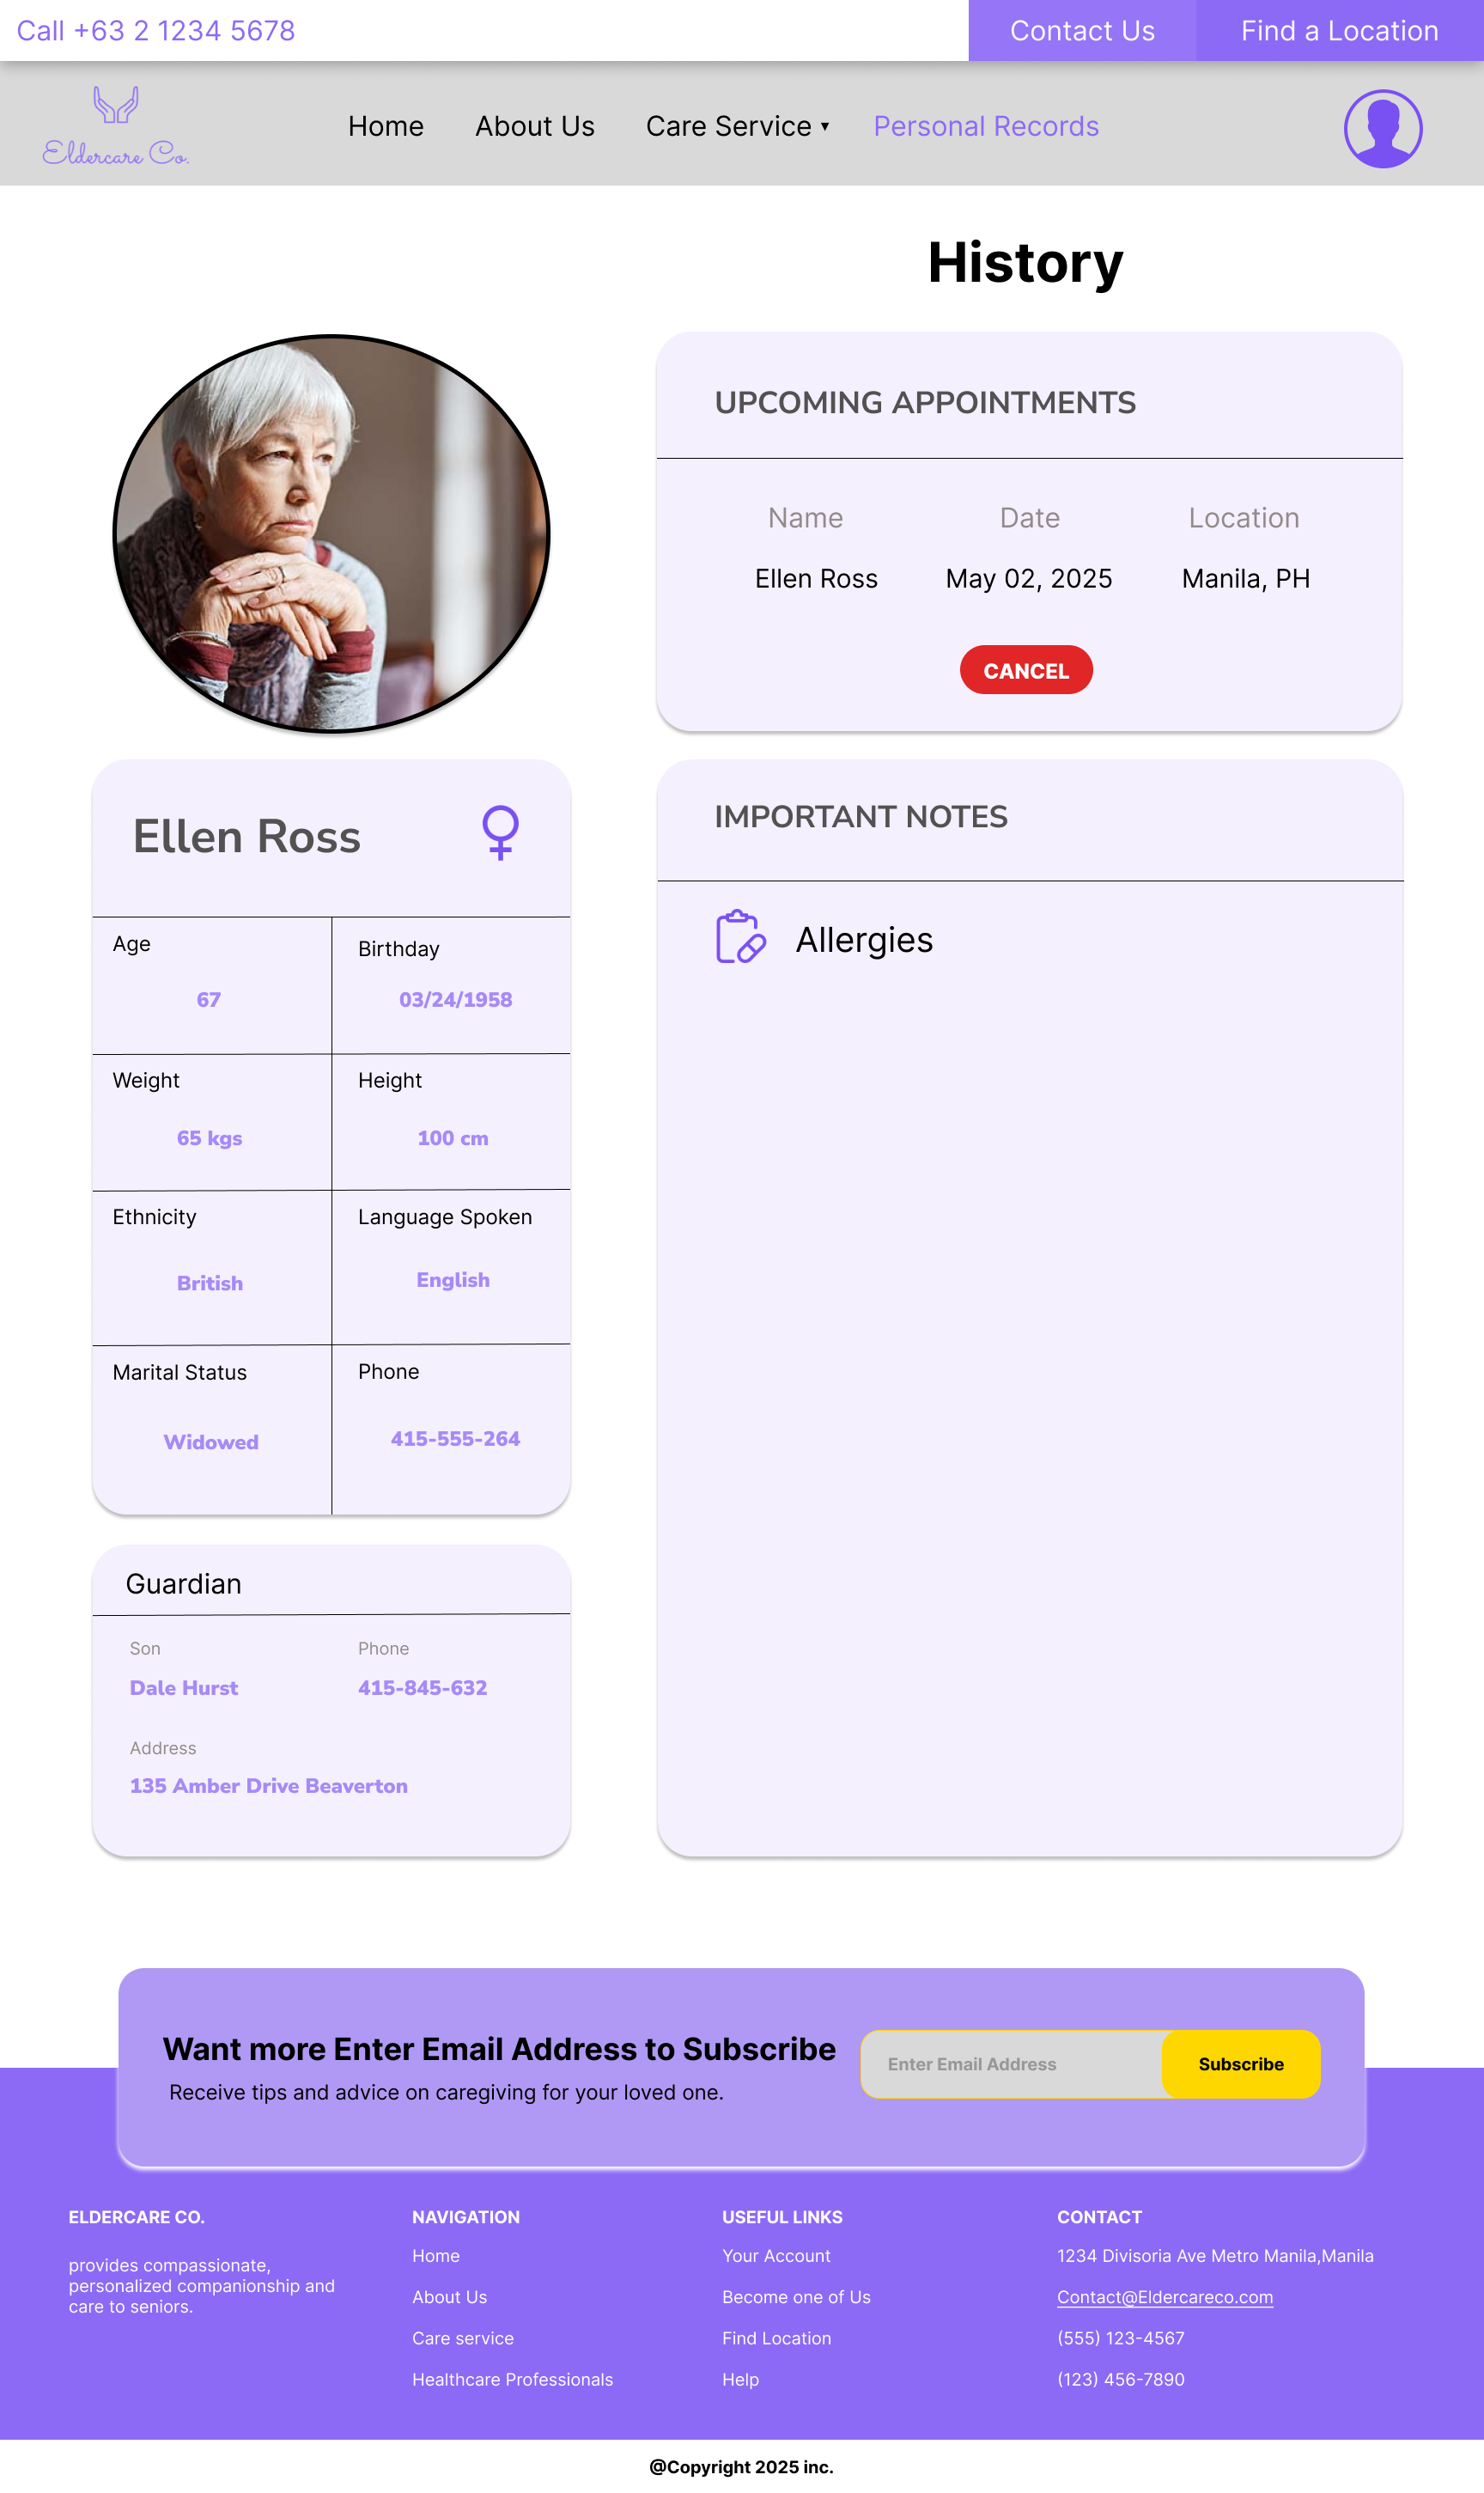 Call +63 2 1234 5678
Contact Us
Find a Location
Eldercare Co.
Home
About Us
Care Service ▾
Personal Records
History
UPCOMING APPOINTMENTS
Name
Date
Location
Ellen Ross
May 02, 2025
Manila, PH
CANCEL
Ellen Ross
Age
Birthday
67
03/24/1958
Weight
Height
65 kgs
100 cm
Ethnicity
Language Spoken
British
English
Marital Status
Phone
Widowed
415-555-264
Guardian
Son
Phone
Dale Hurst
415-845-632
Address
135 Amber Drive Beaverton
IMPORTANT NOTES
Allergies
Want more Enter Email Address to Subscribe
Receive tips and advice on caregiving for your loved one.
Enter Email Address
Subscribe
ELDERCARE CO.
provides compassionate,
personalized companionship and
care to seniors.
NAVIGATION
Home
About Us
Care service
Healthcare Professionals
USEFUL LINKS
Your Account
Become one of Us
Find Location
Help
CONTACT
1234 Divisoria Ave Metro Manila,Manila
Contact@Eldercareco.com
(555) 123-4567
(123) 456-7890
@Copyright 2025 inc.